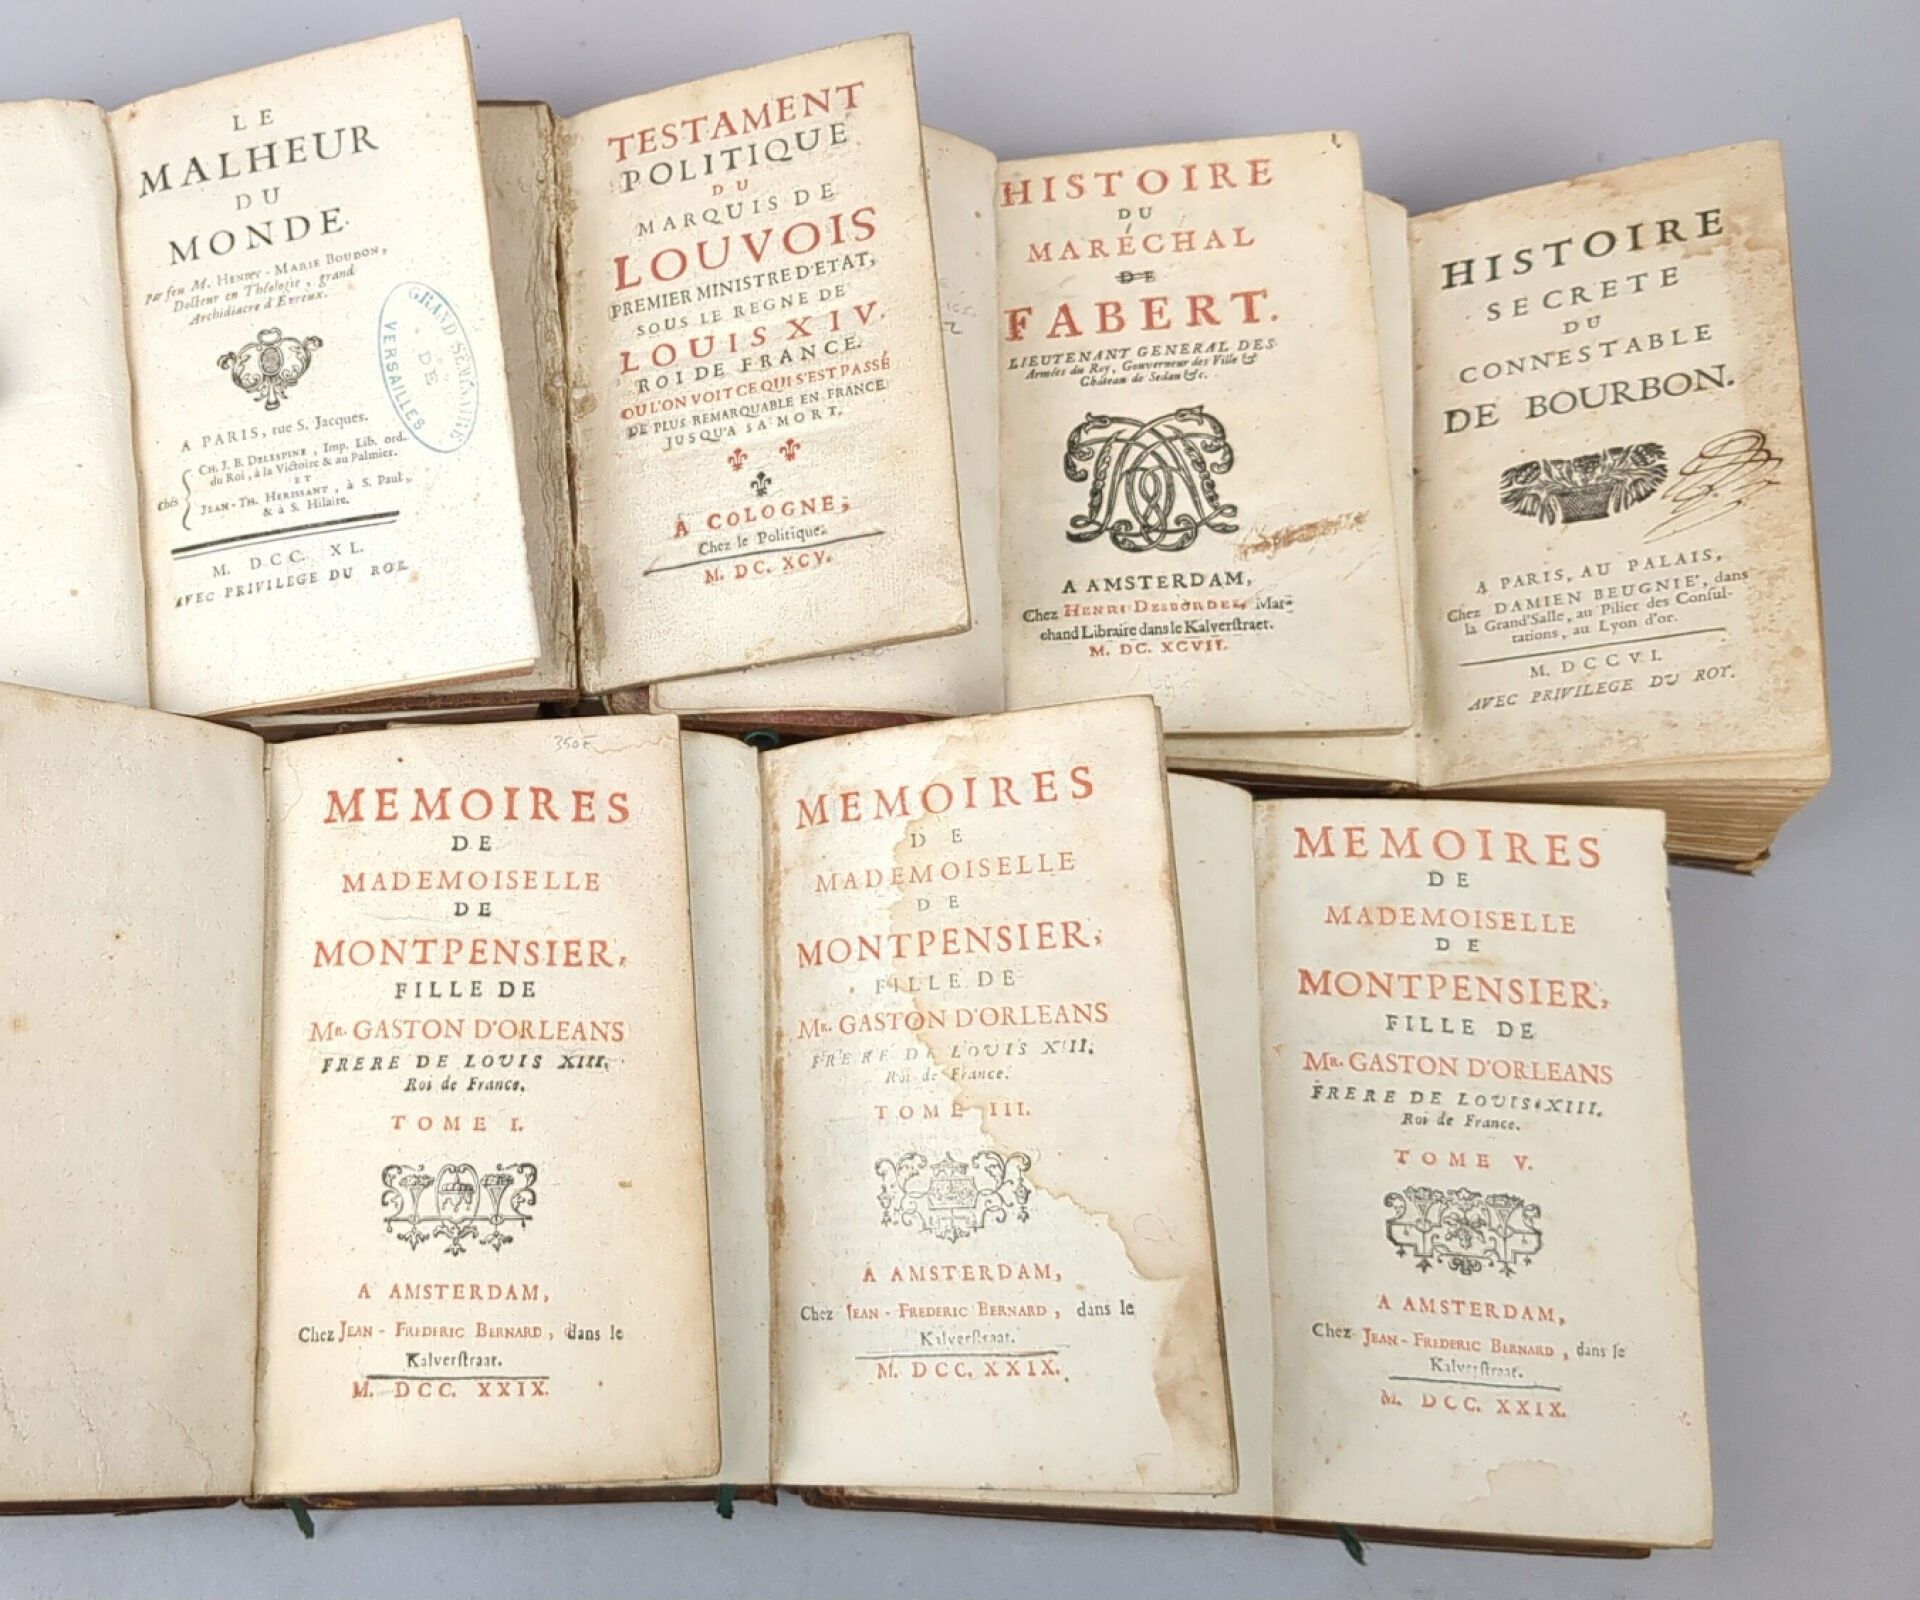 LE
MALHEUR
DU
MONDE.
Par feu M. HENRY-MARIE BOUDON,
Docteur en Théologie, grand
Archidiacre d'Evreux.
GRAND SÉMINAIRE
DE
VERSAILLES
A PARIS, rue S. Jacques.
Chés
CH. J. B. DELESPINE, Imp. Lib. ord.
du Roi, à la Victoire & au Palmier.
ET
JEAN-TH. HERISSANT, à S. Paul,
& à S. Hilaire.
M. DCC. XL.
AVEC PRIVILEGE DU ROI.
TESTAMENT
POLITIQUE
DU
MARQUIS DE
LOUVOIS
PREMIER MINISTRE D'ETAT,
SOUS LE REGNE DE
LOUIS XIV.
ROI DE FRANCE.
OU L'ON VOIT CE QUI S'EST PASSÉ
DE PLUS REMARQUABLE EN FRANCE
JUSQU'A SA MORT.
A COLOGNE,
Chez le Politique.
M. DC. XCV.
HISTOIRE
DU
MARÉCHAL
DE
FABERT.
LIEUTENANT GENERAL DES
Armées du Roy, Gouverneur des Ville &
Château de Sedan &c.
A AMSTERDAM,
Chez HENRI DESBORDES, Mar-
chand Libraire dans le Kalverstraet.
M. DC. XCVII.
HISTOIRE
SECRETE
DU
CONNESTABLE
DE BOURBON.
A PARIS, AU PALAIS,
Chez DAMIEN BEUGNIE', dans
la Grand'Salle, au Pilier des Consul-
tations, au Lyon d'or.
M. DCCVI.
AVEC PRIVILEGE DU ROY.
350F
MEMOIRES
DE
MADEMOISELLE
DE
MONTPENSIER,
FILLE DE
MR. GASTON D'ORLEANS
FRERE DE LOUIS XIII.
Roi de France.
TOME I.
A AMSTERDAM,
Chez JEAN-FREDERIC BERNARD, dans le
Kalverstraat.
M. DCC. XXIX.
MEMOIRES
DE
MADEMOISELLE
DE
MONTPENSIER,
FILLE DE
MR. GASTON D'ORLEANS
FRERE DE LOUIS XIII.
Roi de France.
TOME III.
A AMSTERDAM,
Chez JEAN-FREDERIC BERNARD, dans le
Kalverstraat.
M. DCC. XXIX.
MEMOIRES
DE
MADEMOISELLE
DE
MONTPENSIER,
FILLE DE
MR. GASTON D'ORLEANS
FRERE DE LOUIS XIII.
Roi de France.
TOME V.
A AMSTERDAM,
Chez JEAN-FREDERIC BERNARD, dans le
Kalverstraat.
M. DCC. XXIX.